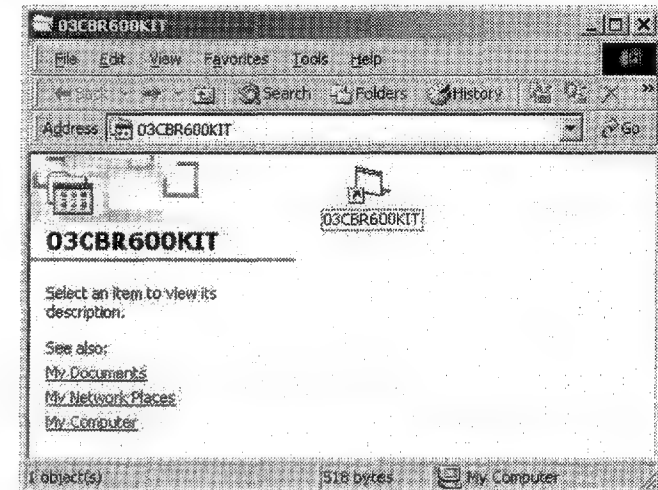 03CBR600KIT
File Edit View Favorites Tools Help
Back Search Folders History
Address 03CBR600KIT Go
03CBR600KIT
03CBR600KIT
Select an item to view its
description.
See also:
My Documents
My Network Places
My Computer
1 object(s) 518 bytes My Computer